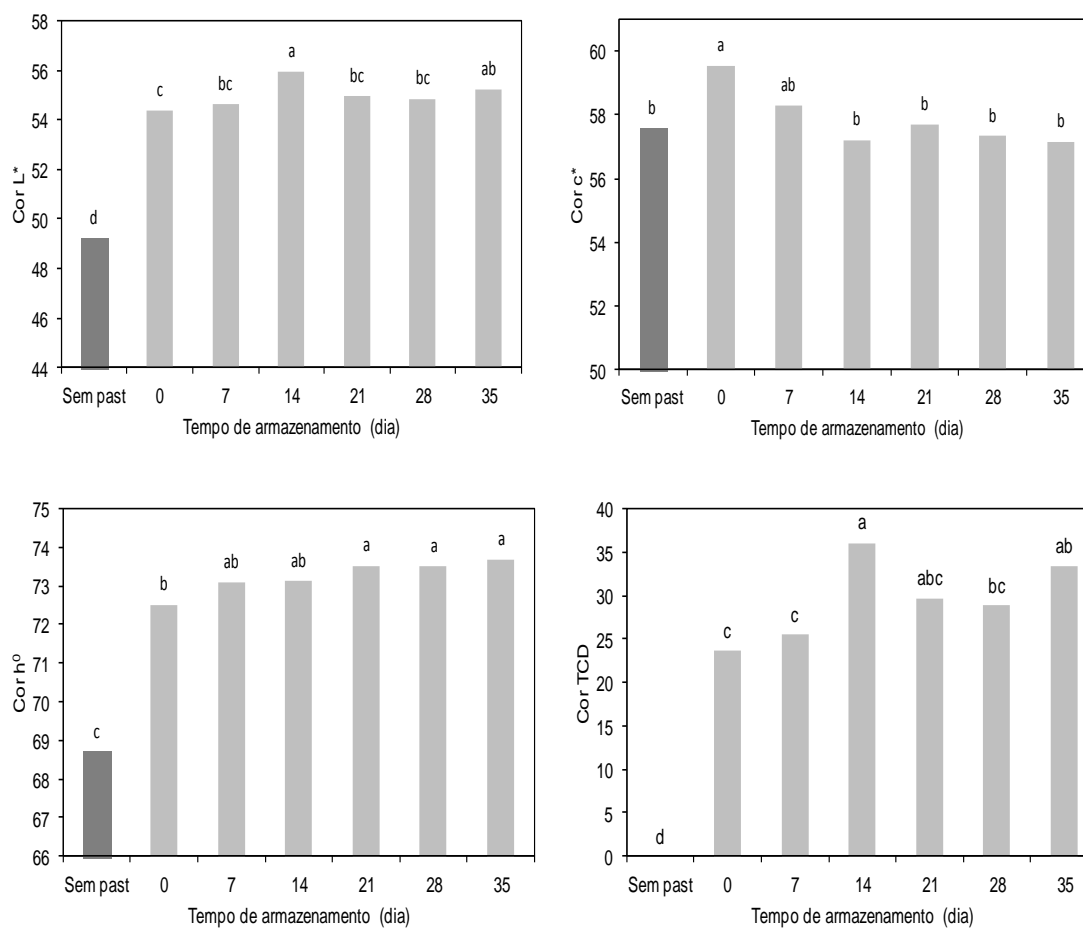 58
56
54
52
50
48
46
44
Cor L*
d
c
bc
a
bc
bc
ab
Sem past 0 7 14 21 28 35
Tempo de armazenamento (dia)
60
58
56
54
52
50
Cor c*
b
a
ab
b
b
b
b
Sem past 0 7 14 21 28 35
Tempo de armazenamento (dia)
75
74
73
72
71
70
69
68
67
66
Cor h⁰
c
b
ab
ab
a
a
a
Sem past 0 7 14 21 28 35
Tempo de armazenamento (dia)
40
35
30
25
20
15
10
5
0
Cor TCD
d
c
c
a
abc
bc
ab
Sem past 0 7 14 21 28 35
Tempo de armazenamento (dia)